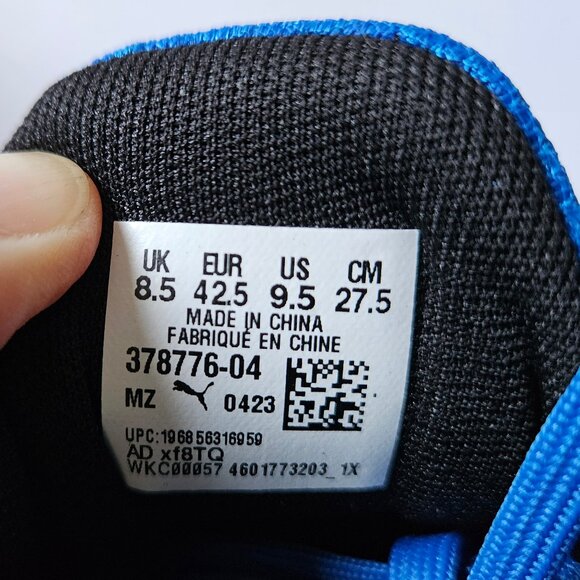 UK EUR US CM
8.5 42.5 9.5 27.5
MADE IN CHINA
FABRIQUÉ EN CHINE
378776-04
MZ 0423
UPC:196856316959
AD xf8TQ
WKC00057 4601773203_1X